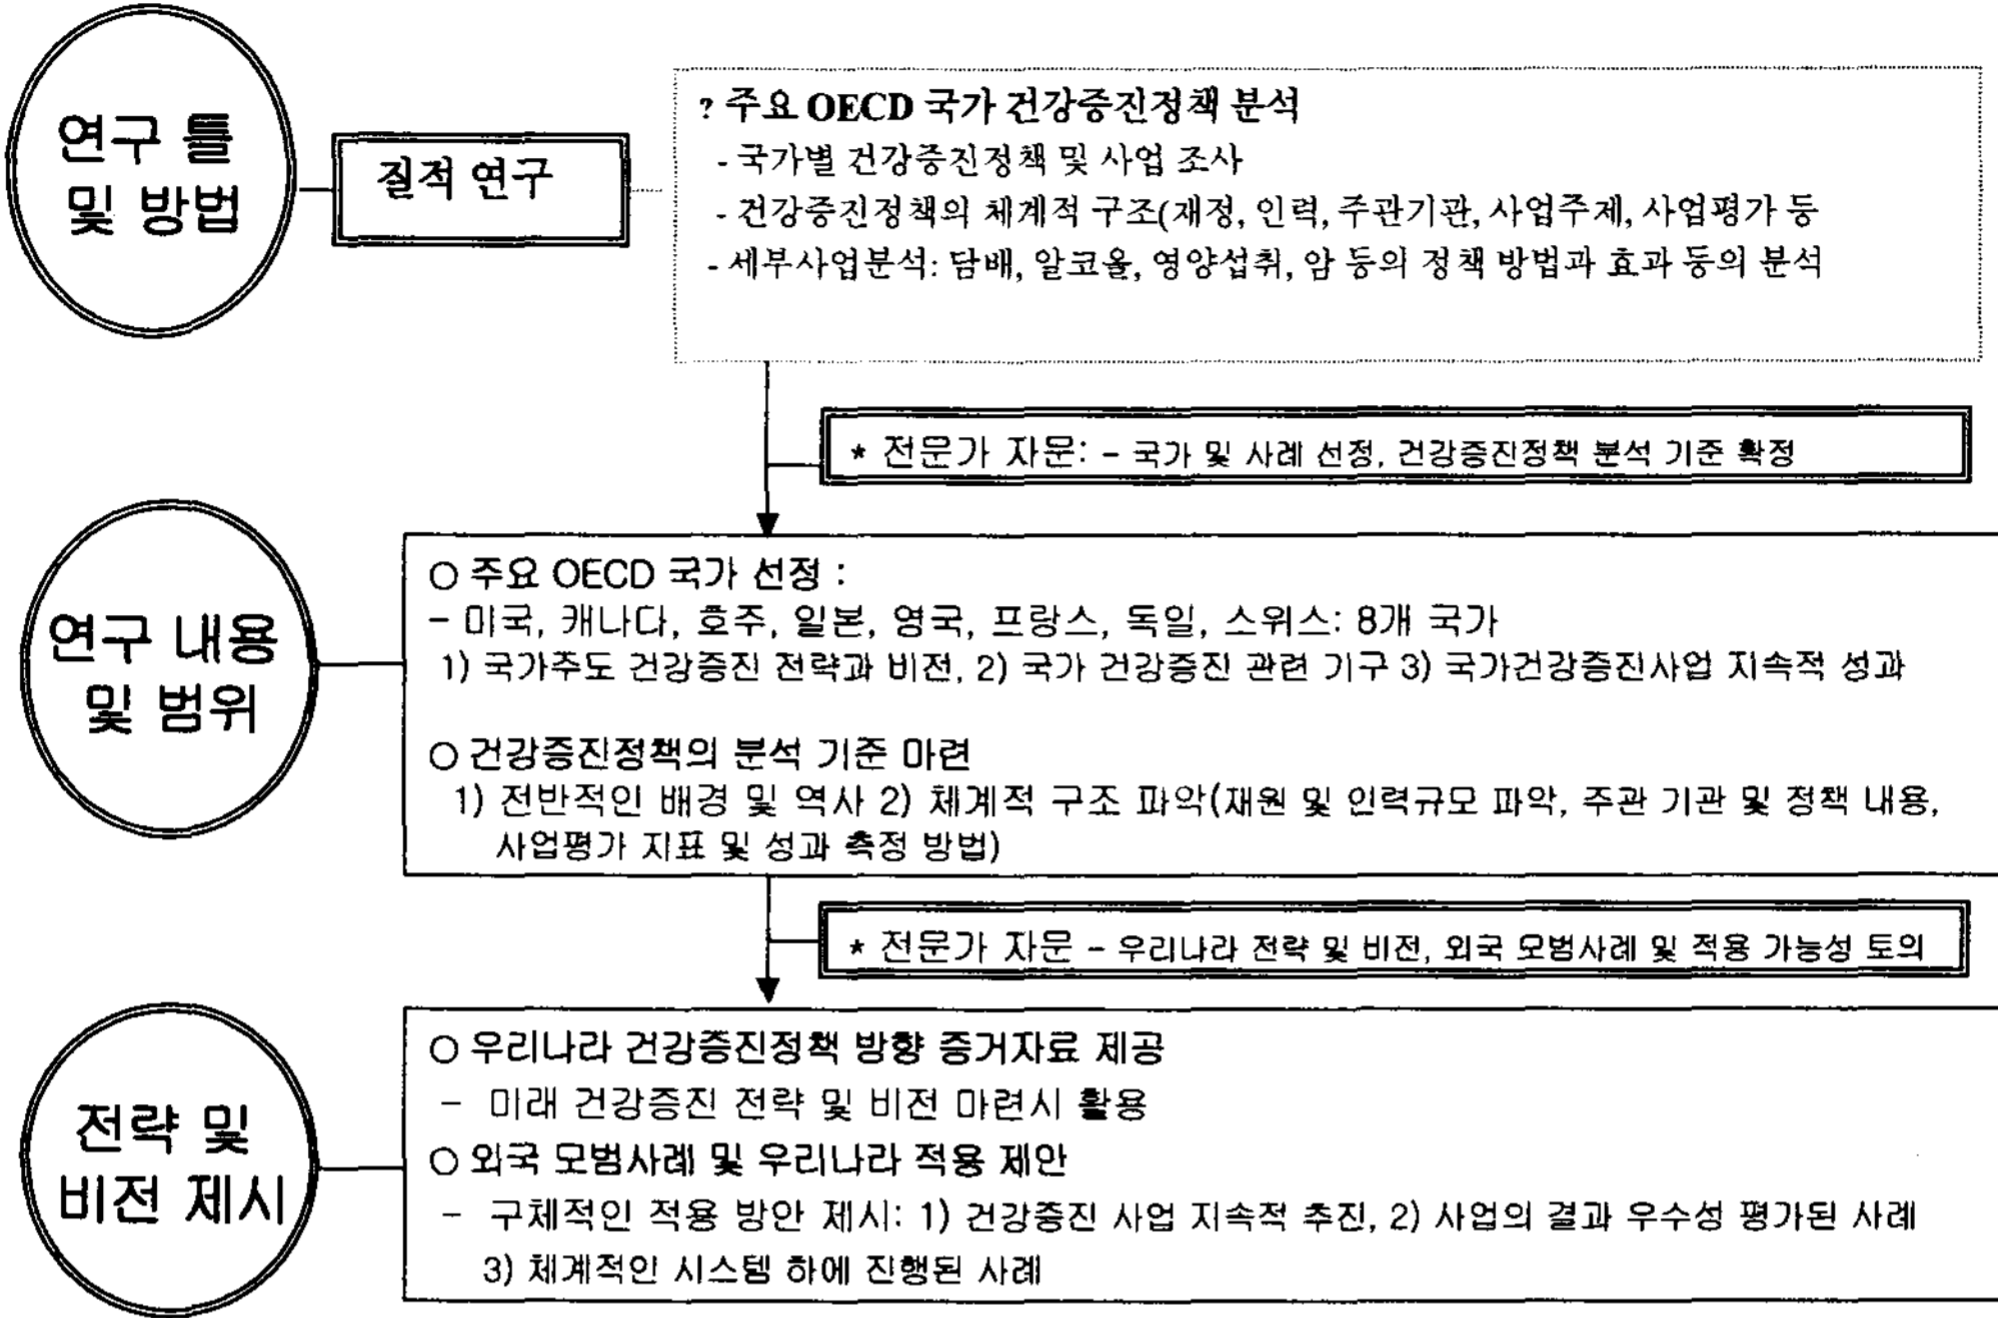 연구 틀
및 방법
질적 연구
? 주요 OECD 국가 건강증진정책 분석
- 국가별 건강증진정책 및 사업 조사
- 건강증진정책의 체계적 구조(재정, 인력, 주관기관, 사업주제, 사업평가 등
- 세부사업분석: 담배, 알코올, 영양섭취, 암 등의 정책 방법과 효과 등의 분석
* 전문가 자문: - 국가 및 사례 선정, 건강증진정책 분석 기준 확정
연구 내용
및 범위
○ 주요 OECD 국가 선정 :
- 미국, 캐나다, 호주, 일본, 영국, 프랑스, 독일, 소위스: 8개 국가
1) 국가주도 건강증진 전략과 비전, 2) 국가 건강증진 관련 기구 3) 국가건강증진사업 지속적 성과
○ 건강증진정책의 분석 기준 마련
1) 전반적인 배경 및 역사 2) 체계적 구조 파악(재원 및 인력규모 파악, 주관 기관 및 정책 내용,
사업평가 지표 및 성과 측정 방법)
* 전문가 자문 - 우리나라 전략 및 비전, 외국 모범사례 및 적용 가능성 토의
전략 및
비전 제시
○ 우리나라 건강증진정책 방향 증거자료 제공
- 미래 건강증진 전략 및 비전 마련시 활용
○ 외국 모범사례 및 우리나라 적용 제안
- 구체적인 적용 방안 제시: 1) 건강증진 사업 지속적 추진, 2) 사업의 결과 우수성 평가된 사례
3) 체계적인 시스템 하에 진행된 사례